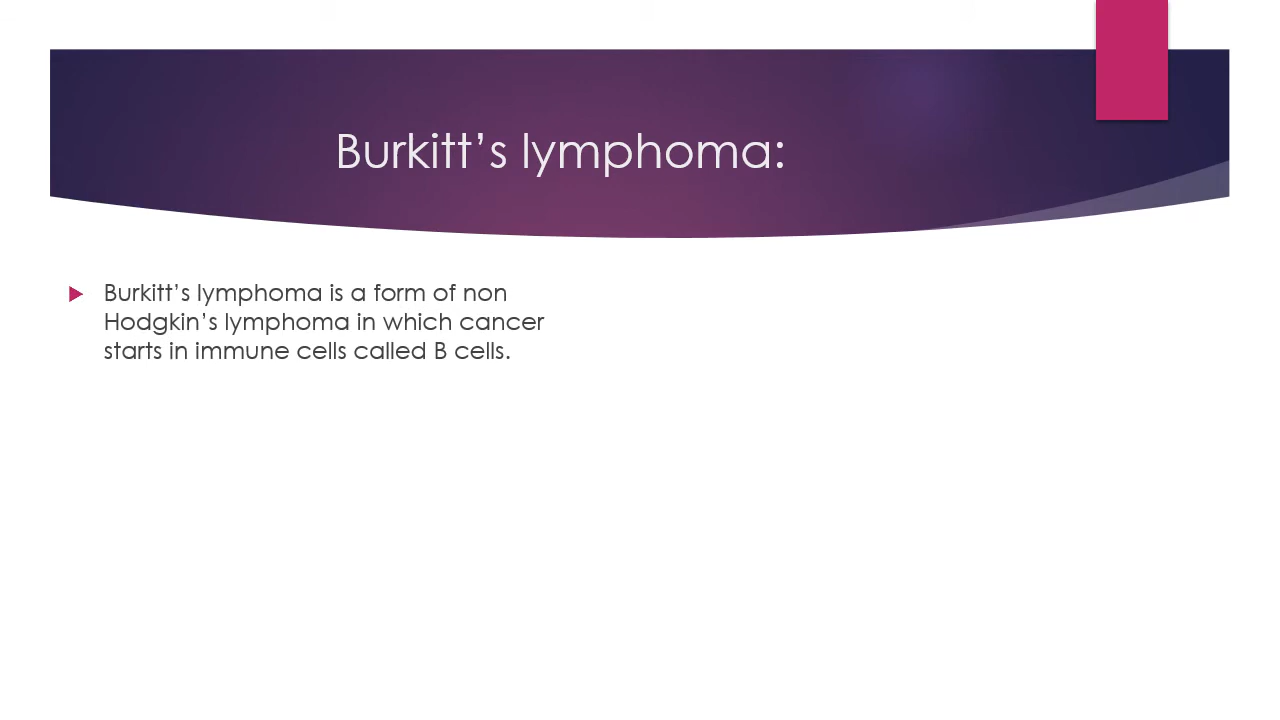 Burkitt’s lymphoma:
Burkitt’s lymphoma is a form of non
Hodgkin’s lymphoma in which cancer
starts in immune cells called B cells.